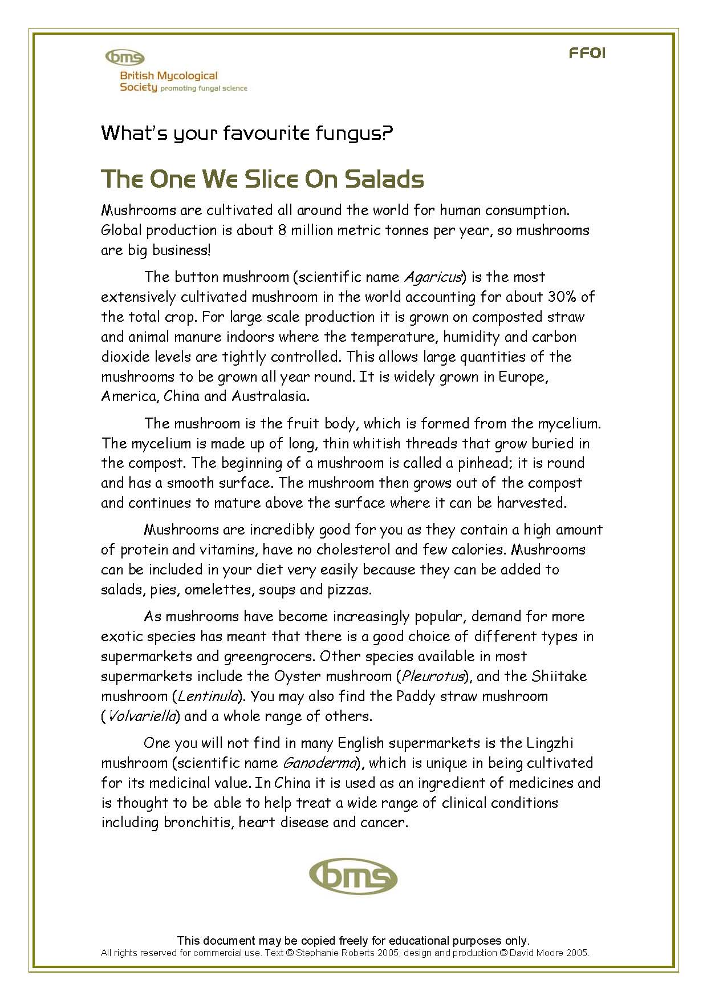 bms
FF01
British Mycological
Society promoting fungal science
What's your favourite fungus?
The One We Slice On Salads
Mushrooms are cultivated all around the world for human consumption.
Global production is about 8 million metric tonnes per year, so mushrooms
are big business!
The button mushroom (scientific name Agaricus) is the most
extensively cultivated mushroom in the world accounting for about 30% of
the total crop. For large scale production it is grown on composted straw
and animal manure indoors where the temperature, humidity and carbon
dioxide levels are tightly controlled. This allows large quantities of the
mushrooms to be grown all year round. It is widely grown in Europe,
America, China and Australasia.
The mushroom is the fruit body, which is formed from the mycelium.
The mycelium is made up of long, thin whitish threads that grow buried in
the compost. The beginning of a mushroom is called a pinhead; it is round
and has a smooth surface. The mushroom then grows out of the compost
and continues to mature above the surface where it can be harvested.
Mushrooms are incredibly good for you as they contain a high amount
of protein and vitamins, have no cholesterol and few calories. Mushrooms
can be included in your diet very easily because they can be added to
salads, pies, omelettes, soups and pizzas.
As mushrooms have become increasingly popular, demand for more
exotic species has meant that there is a good choice of different types in
supermarkets and greengrocers. Other species available in most
supermarkets include the Oyster mushroom (Pleurotus), and the Shiitake
mushroom (Lentinula). You may also find the Paddy straw mushroom
(Volvariella) and a whole range of others.
One you will not find in many English supermarkets is the Lingzhi
mushroom (scientific name Ganoderma), which is unique in being cultivated
for its medicinal value. In China it is used as an ingredient of medicines and
is thought to be able to help treat a wide range of clinical conditions
including bronchitis, heart disease and cancer.
bms
This document may be copied freely for educational purposes only.
All rights reserved for commercial use. Text © Stephanie Roberts 2005; design and production © David Moore 2005.